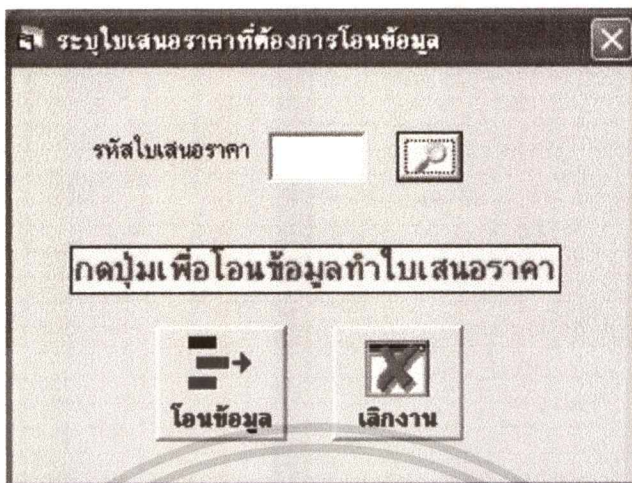 ระบุใบเสนอราคาที่ต้องการโอนข้อมูล
รหัสใบเสนอราคา
กดปุ่มเพื่อโอนข้อมูลทำใบเสนอราคา
โอนข้อมูล
เลิกงาน